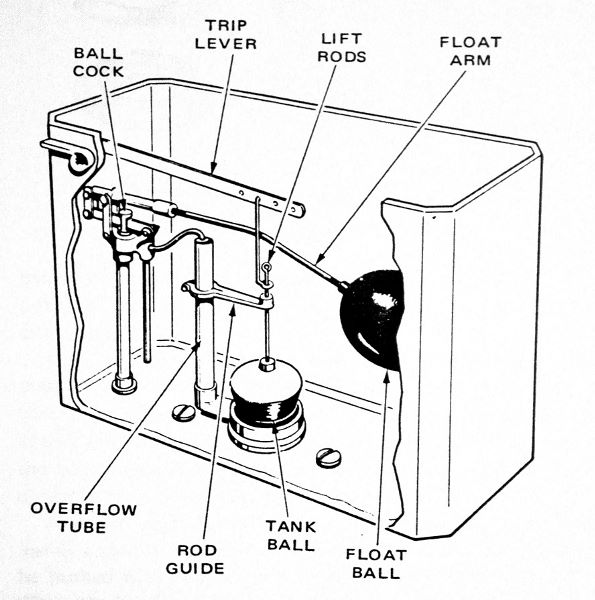 TRIP
LEVER
BALL
COCK
LIFT
RODS
FLOAT
ARM
OVERFLOW
TUBE
ROD
GUIDE
TANK
BALL
FLOAT
BALL